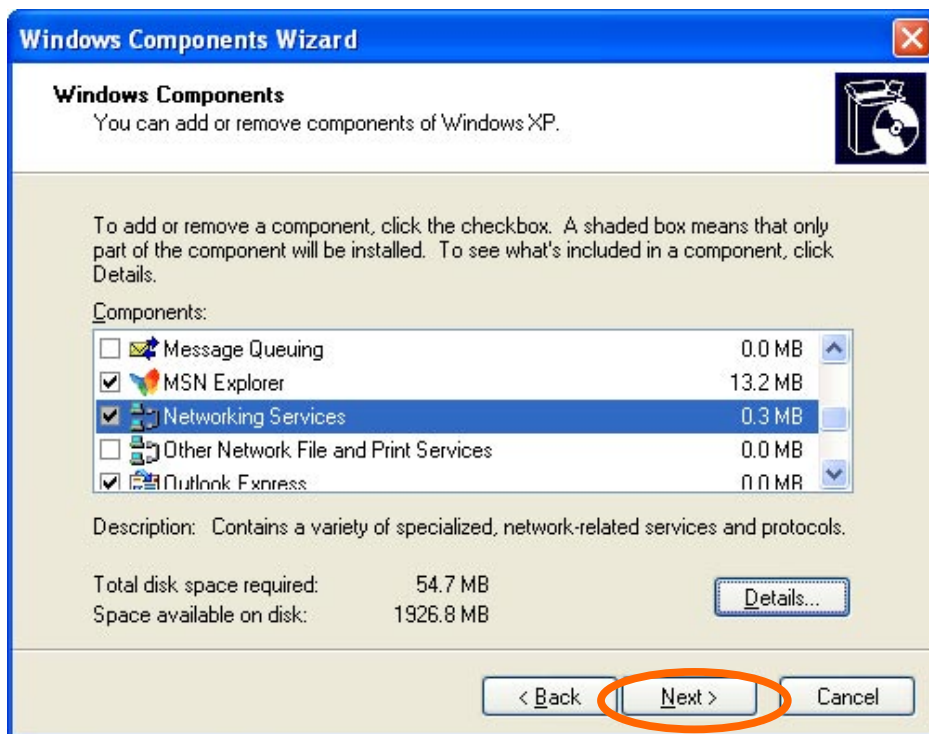 Windows Components Wizard
Windows Components
You can add or remove components of Windows XP.
To add or remove a component, click the checkbox. A shaded box means that only
part of the component will be installed. To see what's included in a component, click
Details.
Components:
Message Queuing 0.0 MB
MSN Explorer 13.2 MB
Networking Services 0.3 MB
Other Network File and Print Services 0.0 MB
Outlook Express 0.0 MB
Description: Contains a variety of specialized, network-related services and protocols.
Total disk space required: 54.7 MB
Space available on disk: 1926.8 MB
Details...
< Back Next > Cancel